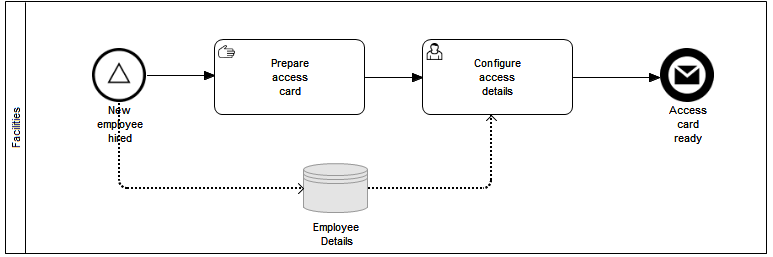 Facilities
New
employee
hired
Prepare
access
card
Configure
access
details
Access
card
ready
Employee
Details